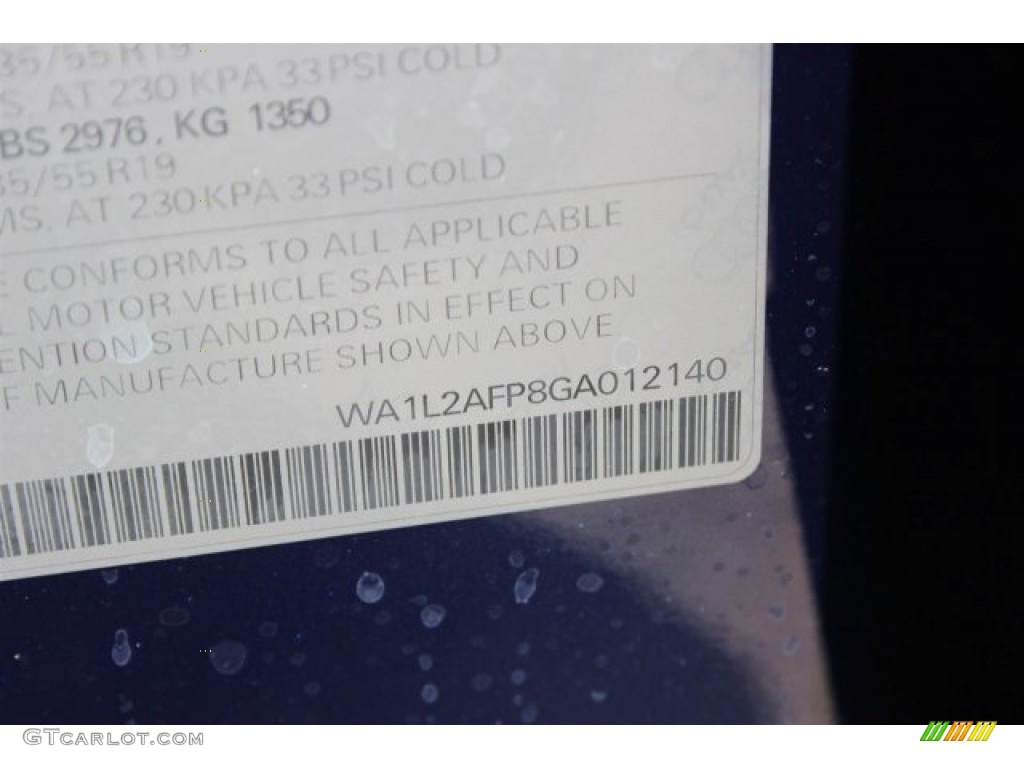 35/55 R19
S. AT 230 KPA 33 PSI COLD
BS 2976, KG 1350
35/55 R19
MS. AT 230 KPA 33 PSI COLD
E CONFORMS TO ALL APPLICABLE
L MOTOR VEHICLE SAFETY AND
ENTION STANDARDS IN EFFECT ON
F MANUFACTURE SHOWN ABOVE
WA1L2AFP8GA012140
GTCARLOT.COM